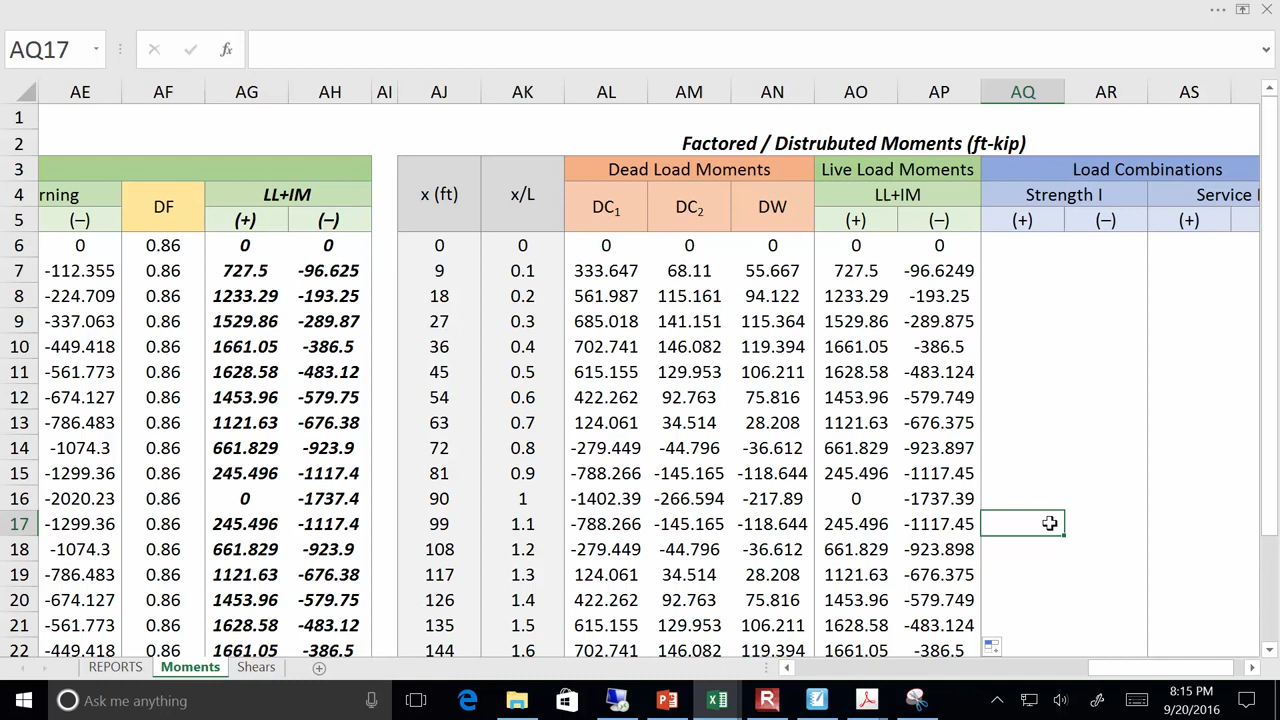 AQ17 fx
AE AF AG AH AI AJ AK AL AM AN AO AP AQ AR AS
1
2 Factored / Distrubuted Moments (ft-kip)
3 Dead Load Moments Live Load Moments Load Combinations
4 rning DF LL+IM x (ft) x/L DC1 DC2 DW LL+IM Strength I Service I
5 (–) (+) (–) (+) (–) (+) (–) (+)
6 0 0.86 0 0 0 0 0 0 0 0 0
7 -112.355 0.86 727.5 -96.625 9 0.1 333.647 68.11 55.667 727.5 -96.6249
8 -224.709 0.86 1233.29 -193.25 18 0.2 561.987 115.161 94.122 1233.29 -193.25
9 -337.063 0.86 1529.86 -289.87 27 0.3 685.018 141.151 115.364 1529.86 -289.875
10 -449.418 0.86 1661.05 -386.5 36 0.4 702.741 146.082 119.394 1661.05 -386.5
11 -561.773 0.86 1628.58 -483.12 45 0.5 615.155 129.953 106.211 1628.58 -483.124
12 -674.127 0.86 1453.96 -579.75 54 0.6 422.262 92.763 75.816 1453.96 -579.749
13 -786.483 0.86 1121.63 -676.38 63 0.7 124.061 34.514 28.208 1121.63 -676.375
14 -1074.3 0.86 661.829 -923.9 72 0.8 -279.449 -44.796 -36.612 661.829 -923.897
15 -1299.36 0.86 245.496 -1117.4 81 0.9 -788.266 -145.165 -118.644 245.496 -1117.45
16 -2020.23 0.86 0 -1737.4 90 1 -1402.39 -266.594 -217.89 0 -1737.39
17 -1299.36 0.86 245.496 -1117.4 99 1.1 -788.266 -145.165 -118.644 245.496 -1117.45
18 -1074.3 0.86 661.829 -923.9 108 1.2 -279.449 -44.796 -36.612 661.829 -923.898
19 -786.483 0.86 1121.63 -676.38 117 1.3 124.061 34.514 28.208 1121.63 -676.375
20 -674.127 0.86 1453.96 -579.75 126 1.4 422.262 92.763 75.816 1453.96 -579.749
21 -561.773 0.86 1628.58 -483.12 135 1.5 615.155 129.953 106.211 1628.58 -483.124
22 -449.418 0.86 1661.05 -386.5 144 1.6 702.741 146.082 119.394 1661.05 -386.5
REPORTS Moments Shears
Ask me anything
8:15 PM
9/20/2016